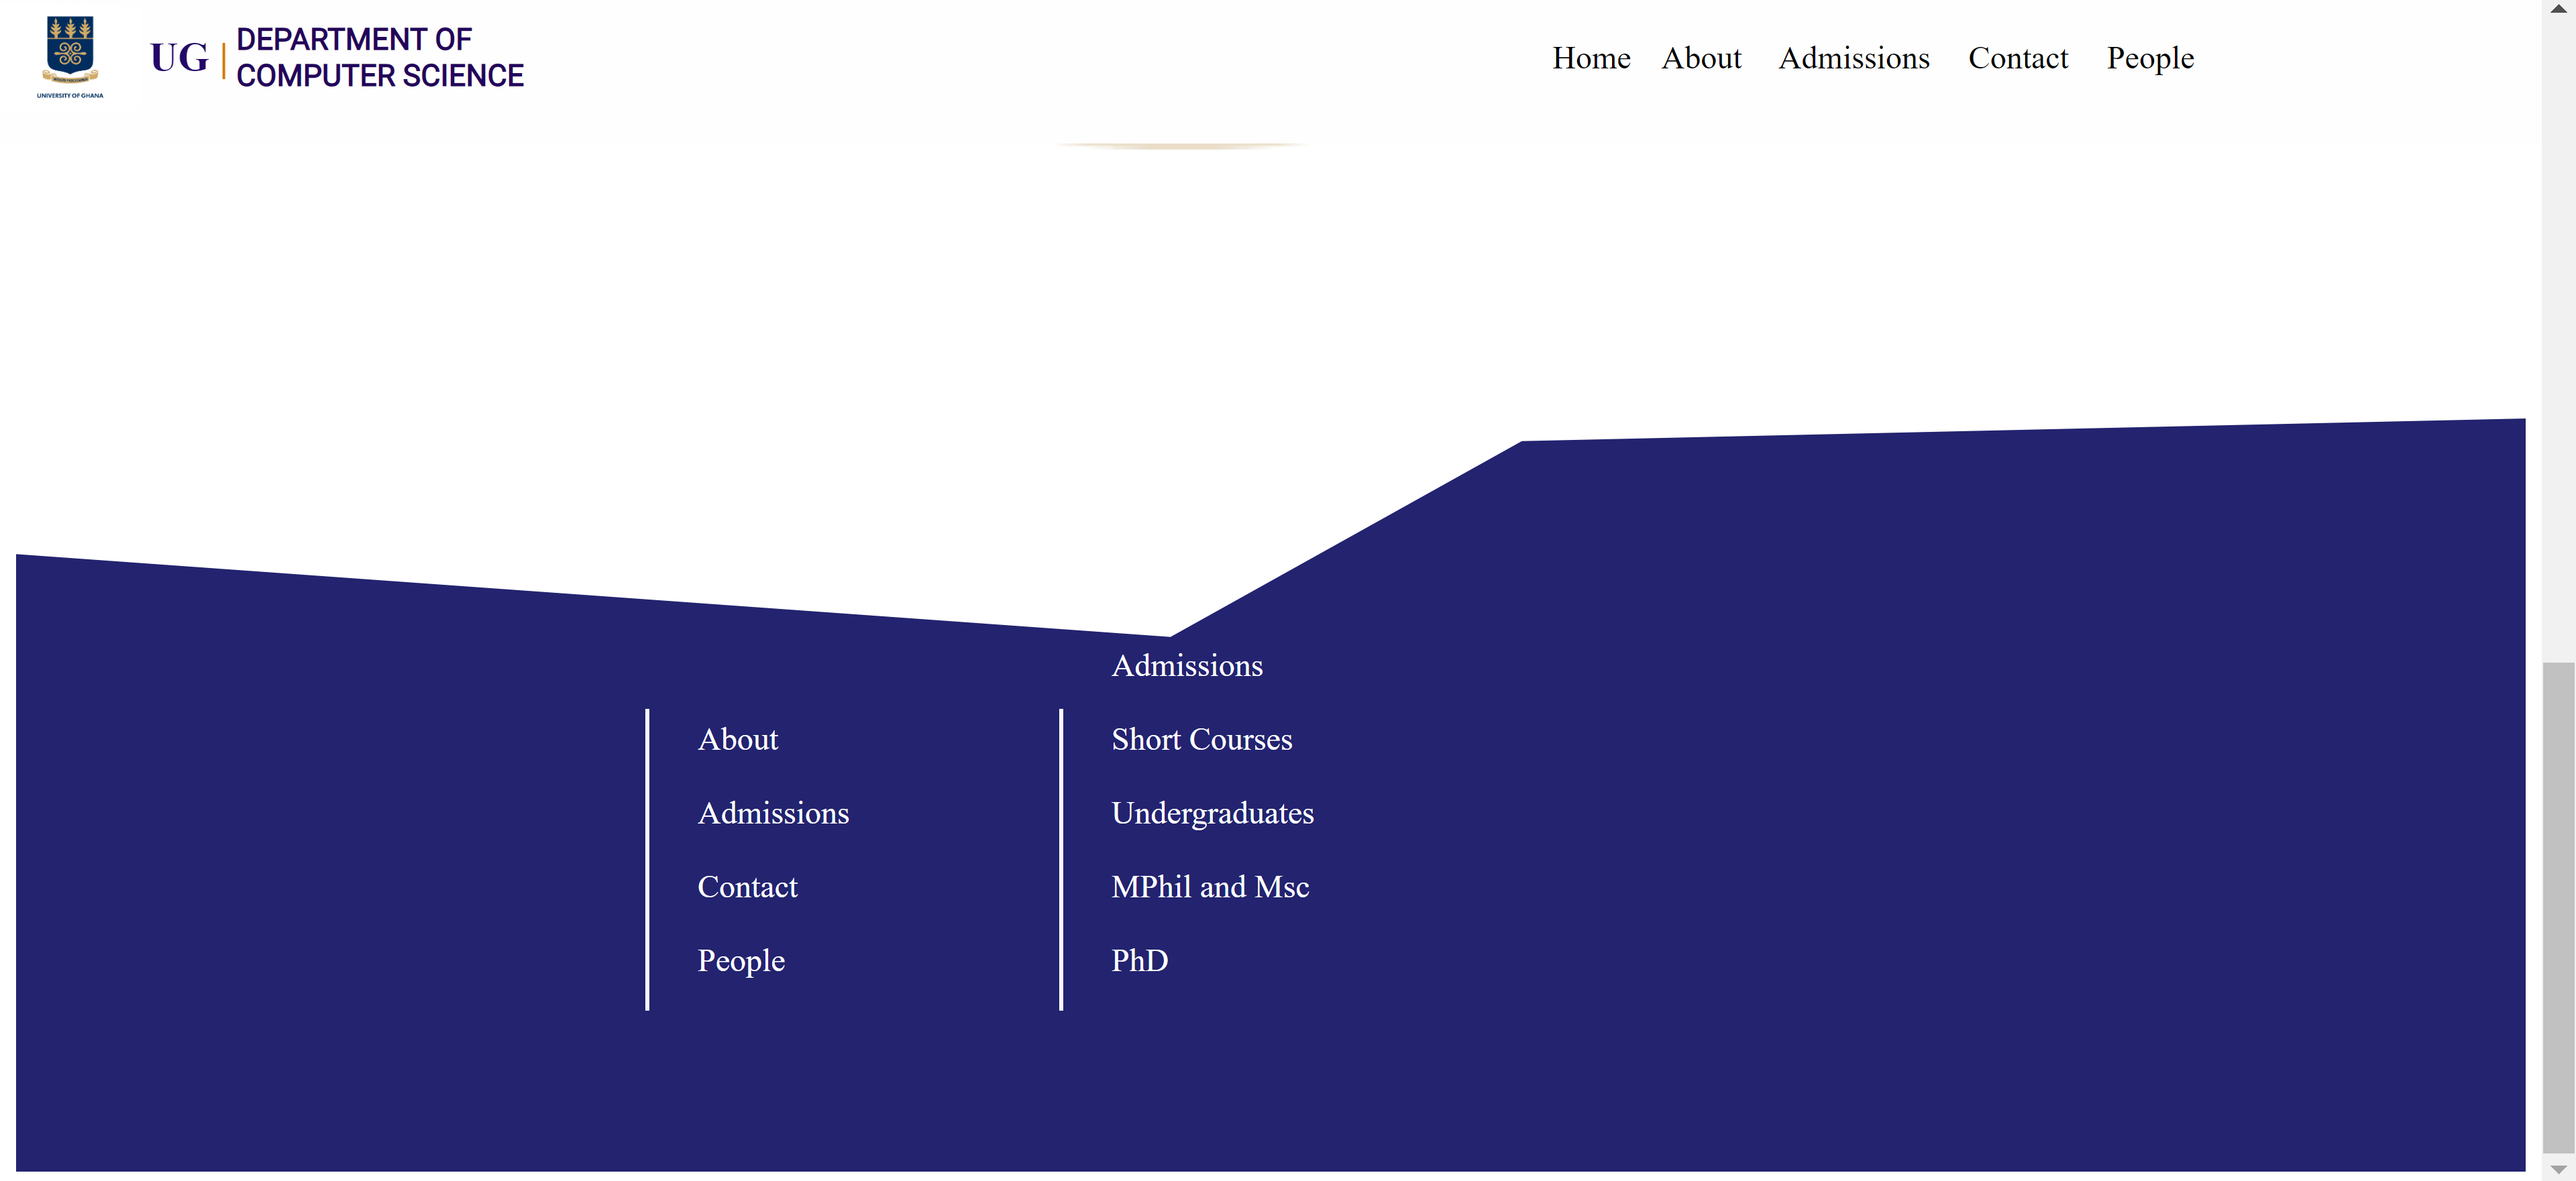 UNIVERSITY OF GHANA
UG
DEPARTMENT OF
COMPUTER SCIENCE
Home About Admissions Contact People
About
Admissions
Contact
People
Admissions
Short Courses
Undergraduates
MPhil and Msc
PhD